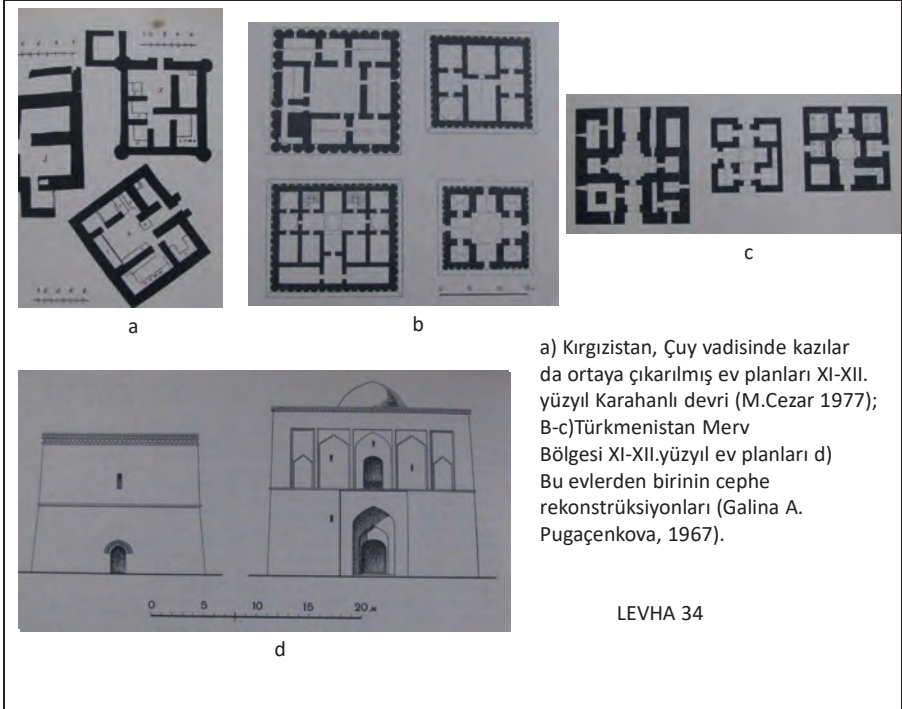 a
b
c
a) Kırgızistan, Çuy vadisinde kazılar
da ortaya çıkarılmış ev planları XI-XII.
yüzyıl Karahanlı devri (M.Cezar 1977);
B-c)Türkmenistan Merv
Bölgesi XI-XII.yüzyıl ev planları d)
Bu evlerden birinin cephe
rekonstrüksiyonları (Galina A.
Pugaçenkova, 1967).
0 5 10 15 20 м
LEVHA 34
d